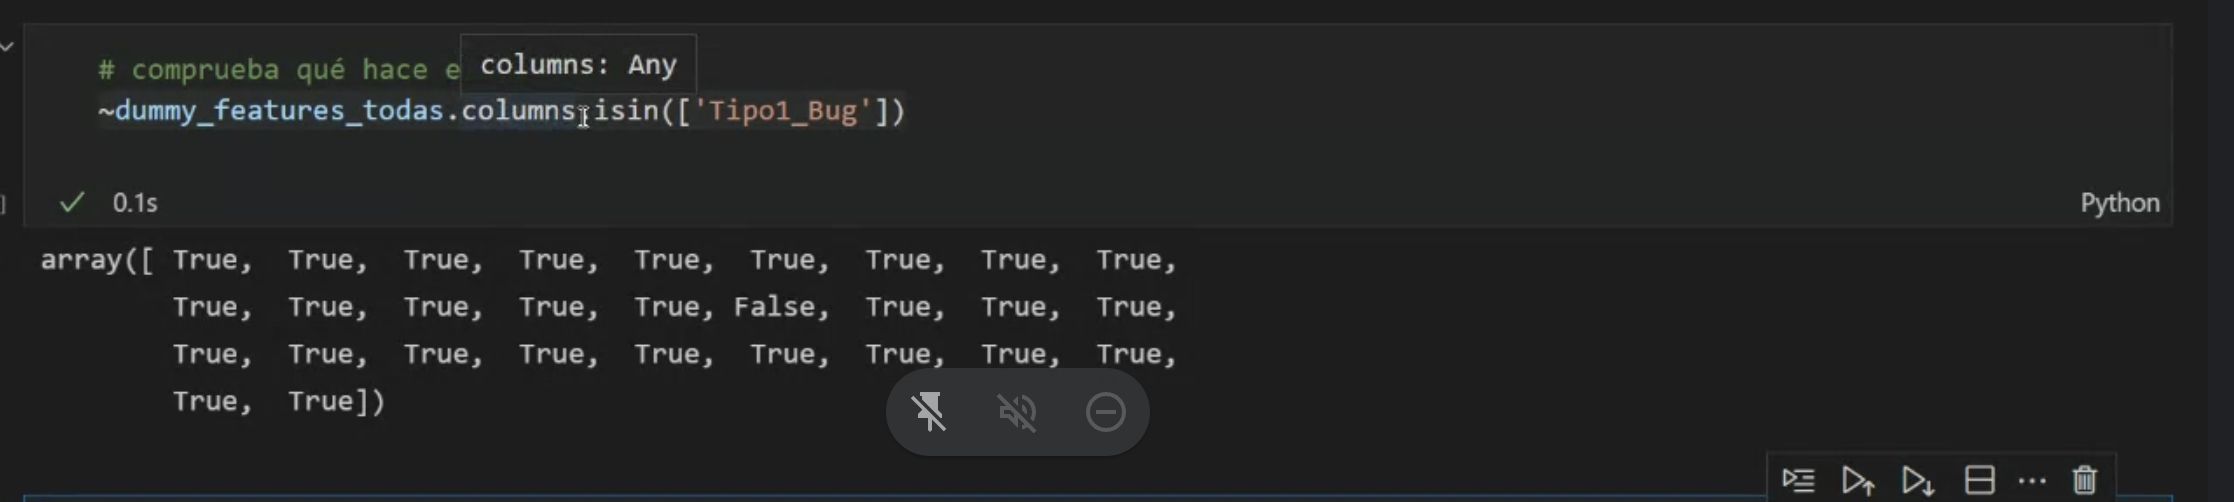 # comprueba qué hace e
columns: Any
~dummy_features_todas.columns.isin(['Tipo1_Bug'])
0.1s
Python
array([ True, True, True, True, True, True, True, True, True,
True, True, True, True, True, False, True, True, True,
True, True, True, True, True, True, True, True, True,
True, True])